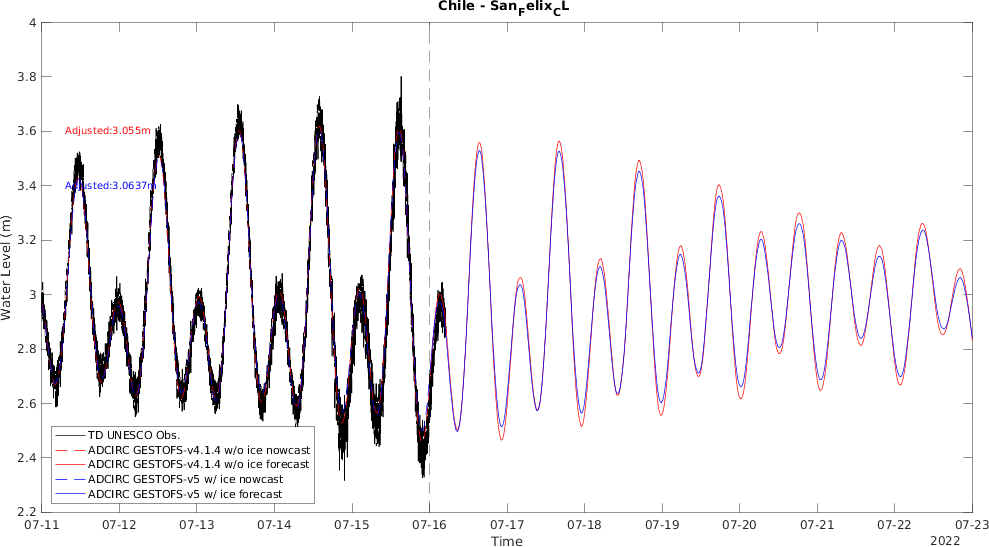 Chile - SanFelixCL
4
3.8
3.6
3.4
3.2
3
2.8
2.6
2.4
2.2
Water Level (m)
Adjusted:3.055m
Adjusted:3.0637m
TD UNESCO Obs.
ADCIRC GESTOFS-v4.1.4 w/o ice nowcast
ADCIRC GESTOFS-v4.1.4 w/o ice forecast
ADCIRC GESTOFS-v5 w/ ice nowcast
ADCIRC GESTOFS-v5 w/ ice forecast
07-11 07-12 07-13 07-14 07-15 07-16 07-17 07-18 07-19 07-20 07-21 07-22 07-23
Time
2022